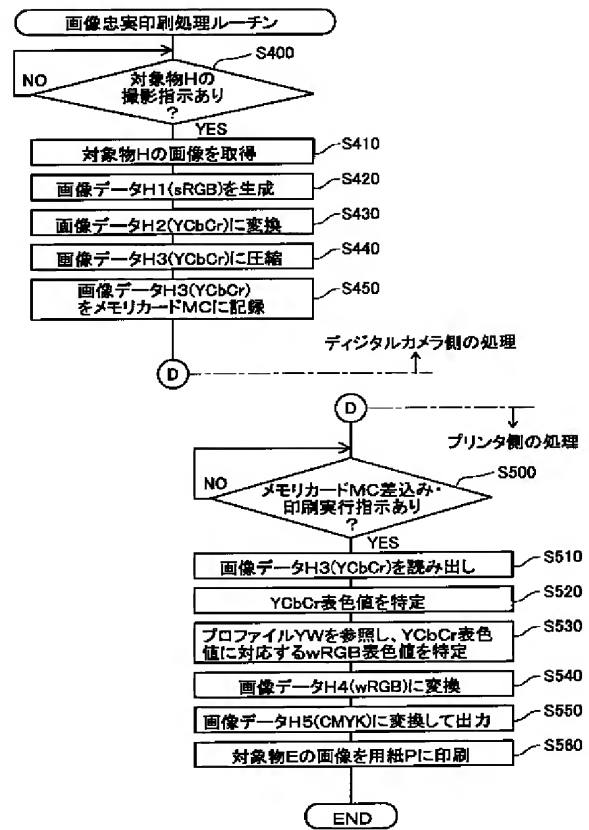 画像忠実印刷処理ルーチン
S400
NO
対象物Hの
撮影指示あり
?
YES
対象物Hの画像を取得
S410
画像データH1(sRGB)を生成
S420
画像データH2(YCbCr)に変換
S430
画像データH3(YCbCr)に圧縮
S440
画像データH3(YCbCr)
をメモリカードMCに記録
S450
ディジタルカメラ側の処理
D
D
プリンタ側の処理
S500
NO
メモリカードMC差込み・
印刷実行指示あり
?
YES
画像データH3(YCbCr)を読み出し
S510
YCbCr表色値を特定
S520
プロファイルYWを参照し、YCbCr表色
値に対応するwRGB表色値を特定
S530
画像データH4(wRGB)に変換
S540
画像データH5(CMYK)に変換して出力
S550
対象物Eの画像を用紙Pに印刷
S560
END